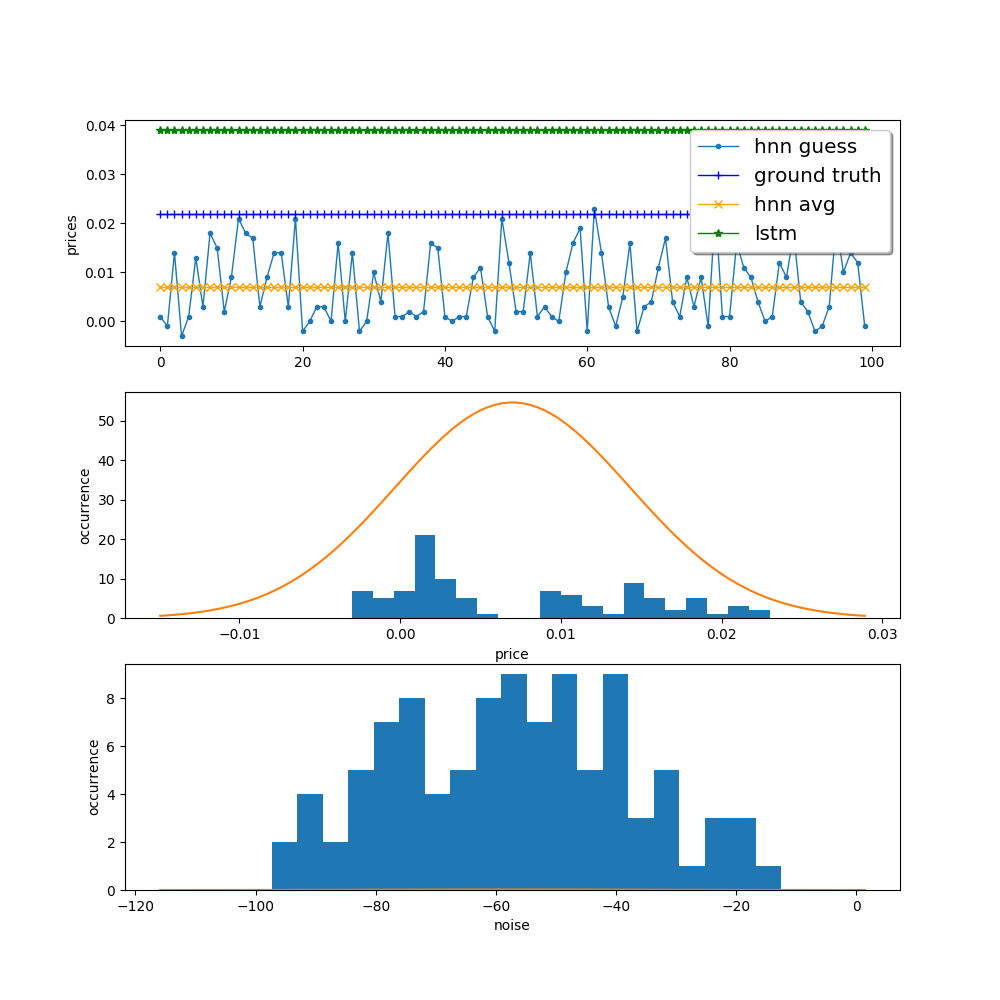 0.04
0.03
0.02
0.01
0.00
prices
hnn guess
ground truth
hnn avg
lstm
0 20 40 60 80 100
50
40
30
20
10
0
occurrence
−0.01 0.00 0.01 0.02 0.03
price
8
6
4
2
0
occurrence
−120 −100 −80 −60 −40 −20 0
noise